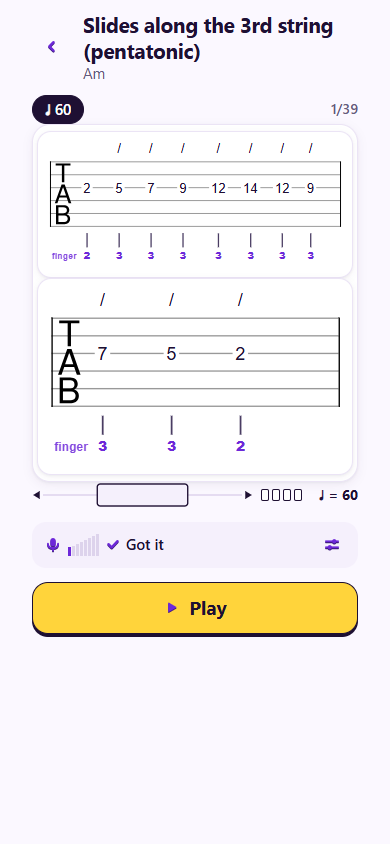 Slides along the 3rd string
(pentatonic)
Am
♩ 60
1/39
/ / / / / / /
T
A
B
2 5 7 9 12 14 12 9
finger 2 3 3 3 3 3 3 3
/ / /
T
A
B
7 5 2
finger 3 3 2
♩ = 60
Got it
Play